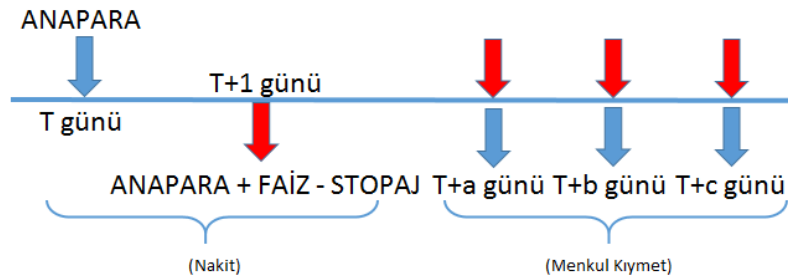 ANAPARA
T+1 günü
T günü
ANAPARA + FAİZ - STOPAJ T+a günü T+b günü T+c günü
(Nakit) (Menkul Kıymet)